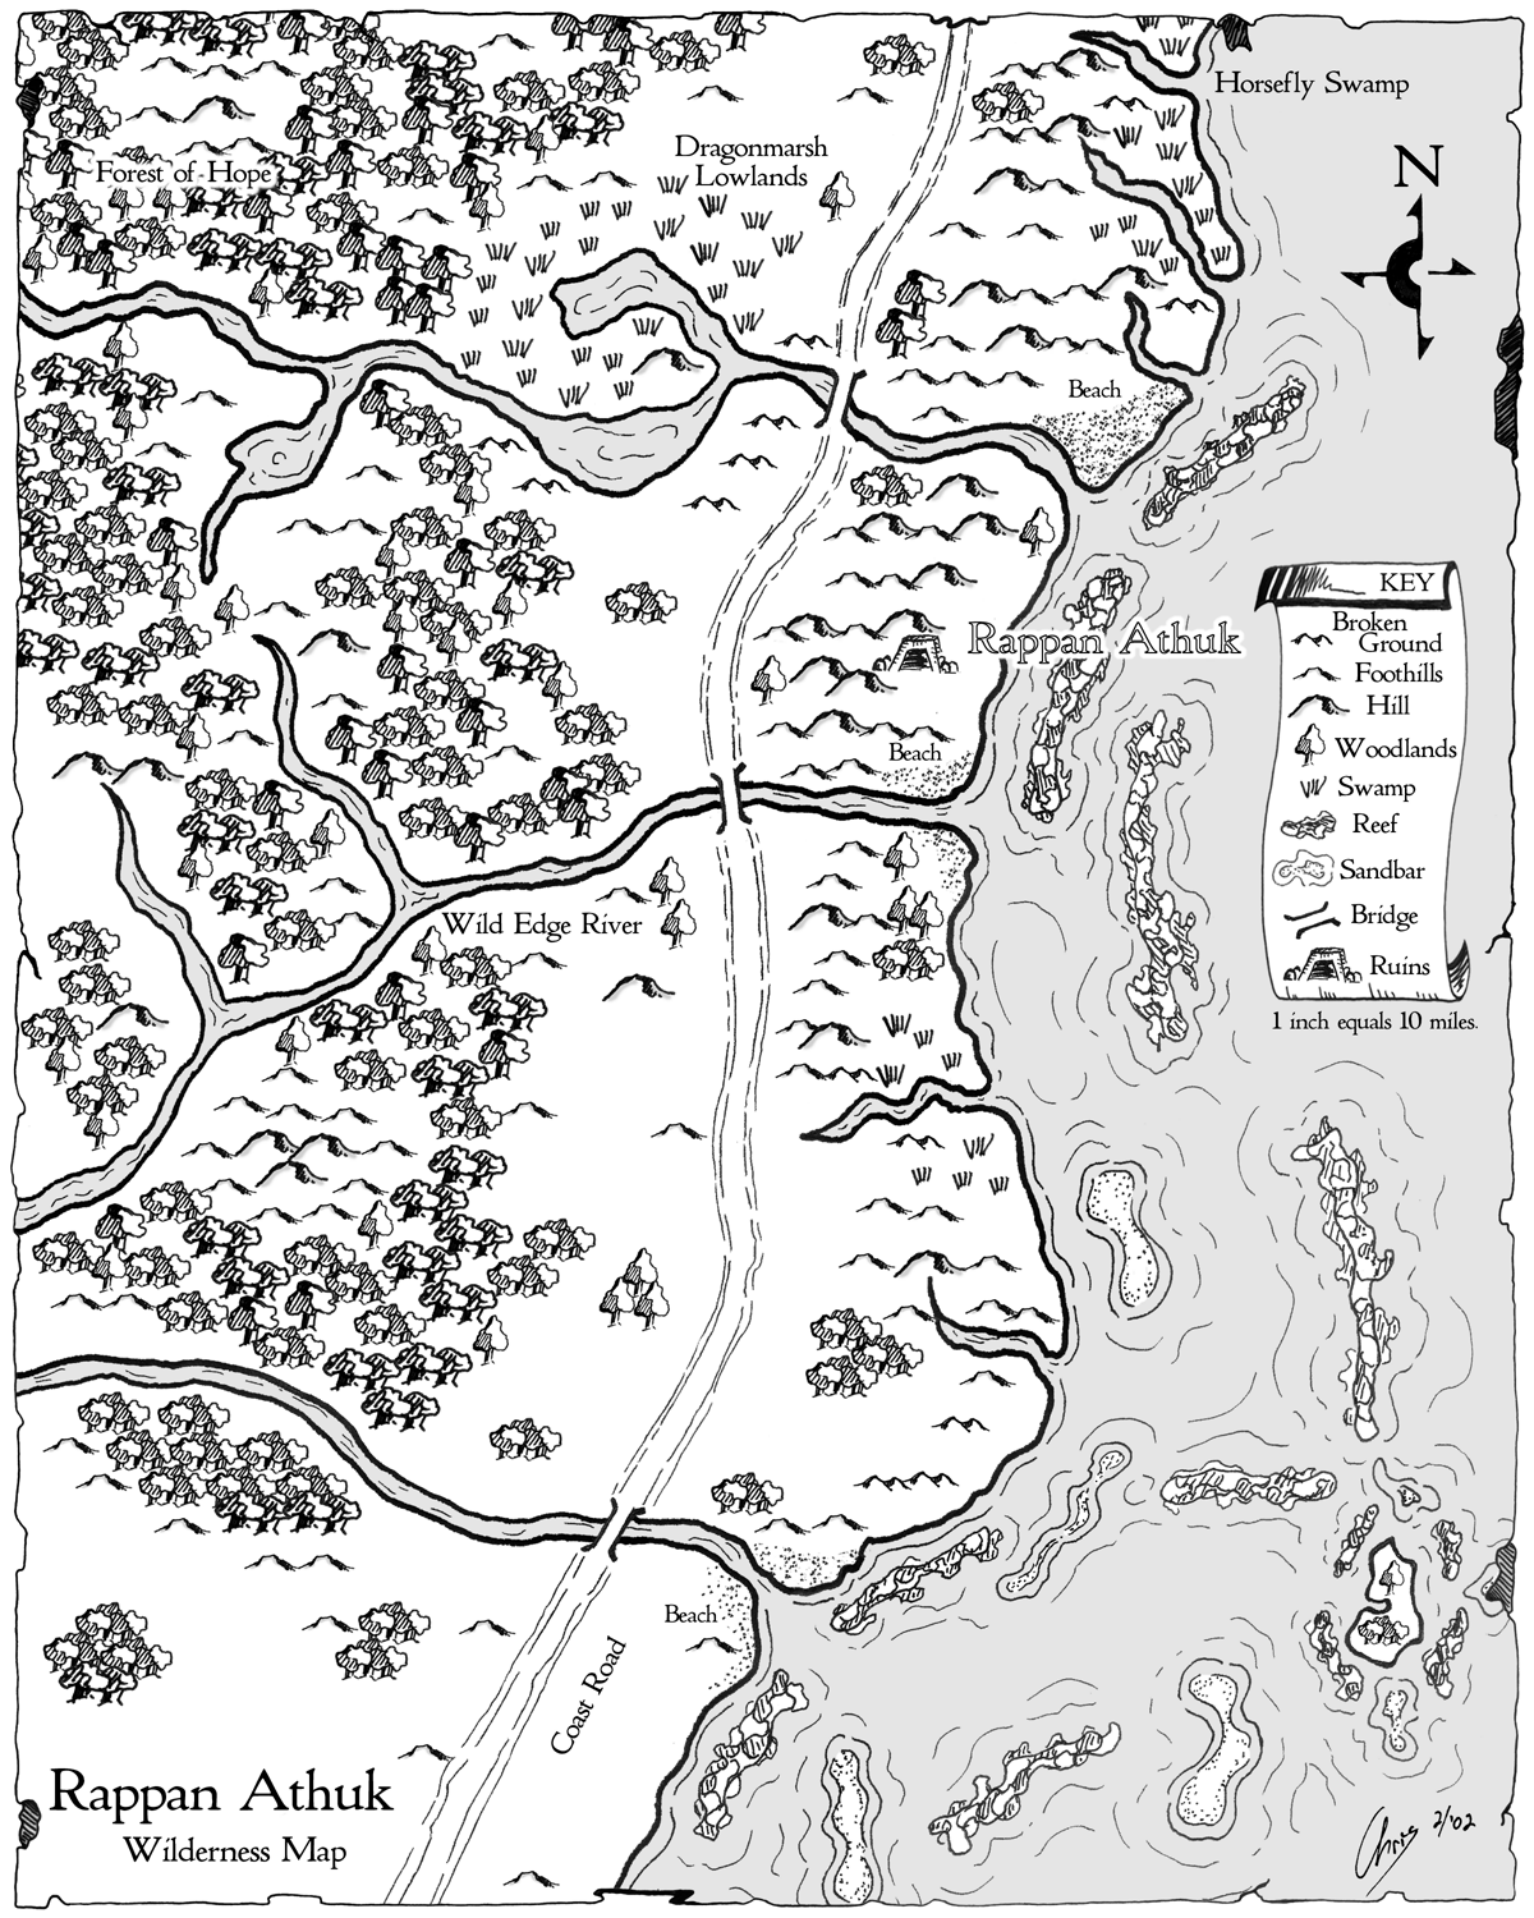 Horsefly Swamp
Dragonmarsh
Lowlands
Forest of Hope
N
Beach
KEY
Broken
Ground
Foothills
Hill
Woodlands
Swamp
Reef
Sandbar
Bridge
Ruins
1 inch equals 10 miles.
Rappan Athuk
Beach
Wild Edge River
Beach
Coast Road
Rappan Athuk
Wilderness Map
Chris 2/'02